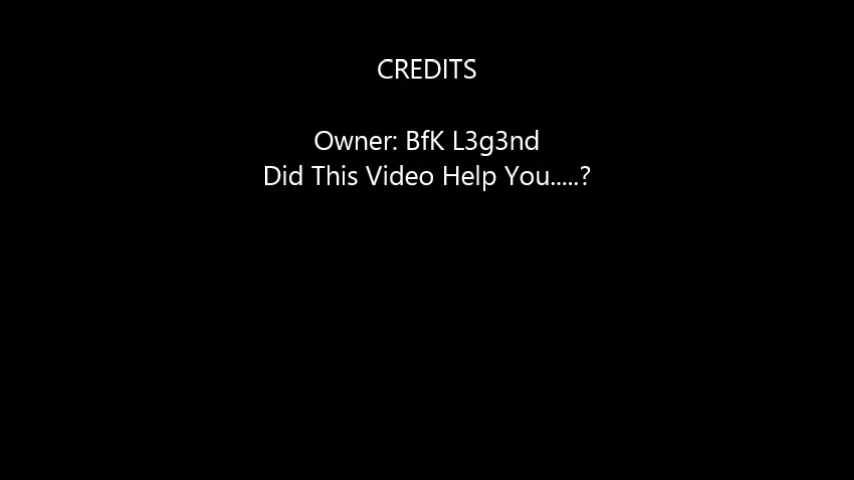 CREDITS
Owner: BfK L3g3nd
Did This Video Help You.....?